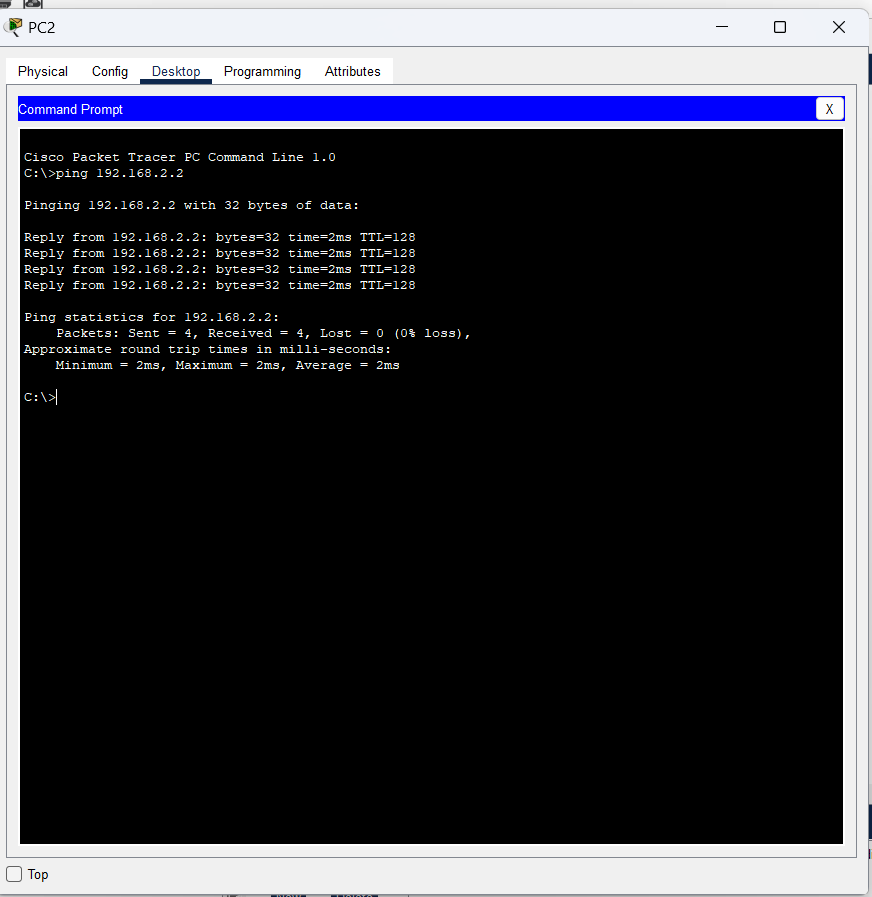 PC2
Physical Config Desktop Programming Attributes
Command Prompt X
Cisco Packet Tracer PC Command Line 1.0
C:\>ping 192.168.2.2
Pinging 192.168.2.2 with 32 bytes of data:
Reply from 192.168.2.2: bytes=32 time=2ms TTL=128
Reply from 192.168.2.2: bytes=32 time=2ms TTL=128
Reply from 192.168.2.2: bytes=32 time=2ms TTL=128
Reply from 192.168.2.2: bytes=32 time=2ms TTL=128
Ping statistics for 192.168.2.2:
    Packets: Sent = 4, Received = 4, Lost = 0 (0% loss),
Approximate round trip times in milli-seconds:
    Minimum = 2ms, Maximum = 2ms, Average = 2ms
C:\>
Top